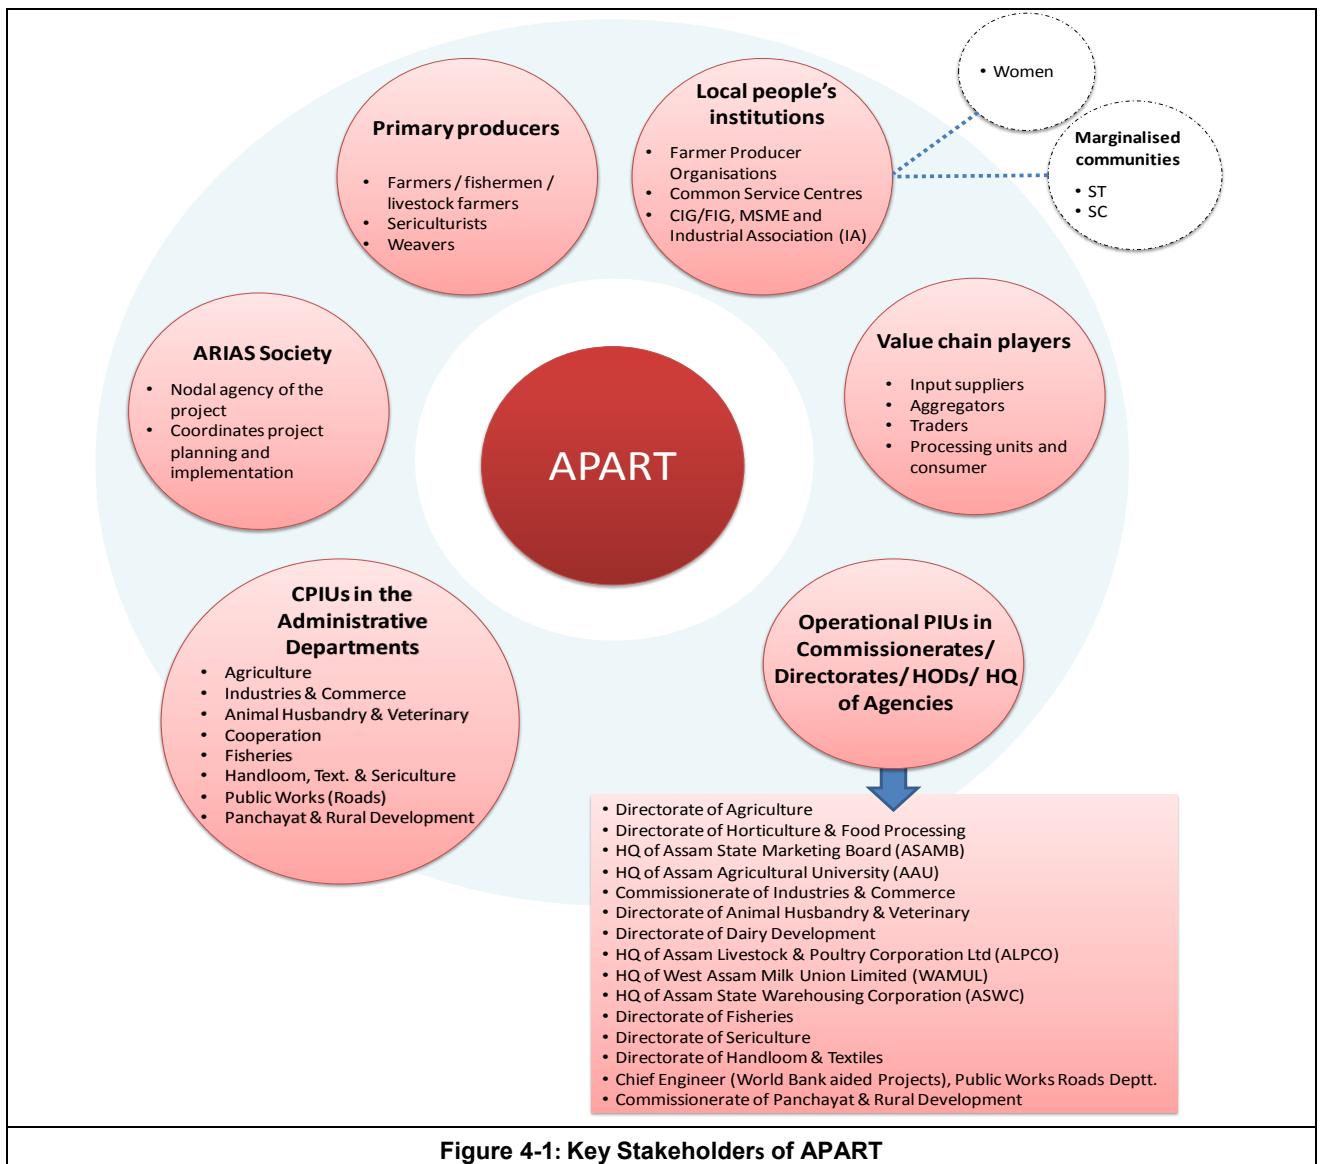 Primary producers
• Farmers / fishermen /
livestock farmers
• Sericulturists
• Weavers
Local people's
institutions
• Farmer Producer
Organisations
• Common Service Centres
• CIG/FIG, MSME and
Industrial Association (IA)
• Women
Marginalised
communities
• ST
• SC
ARIAS Society
• Nodal agency of the
project
• Coordinates project
planning and
implementation
APART
Value chain players
• Input suppliers
• Aggregators
• Traders
• Processing units and
consumer
CPIUs in the
Administrative
Departments
• Agriculture
• Industries & Commerce
• Animal Husbandry & Veterinary
• Cooperation
• Fisheries
• Handloom, Text. & Sericulture
• Public Works (Roads)
• Panchayat & Rural Development
Operational PIUs in
Commissionerates/
Directorates/ HODs/ HQ
of Agencies
• Directorate of Agriculture
• Directorate of Horticulture & Food Processing
• HQ of Assam State Marketing Board (ASAMB)
• HQ of Assam Agricultural University (AAU)
• Commissionerate of Industries & Commerce
• Directorate of Animal Husbandry & Veterinary
• Directorate of Dairy Development
• HQ of Assam Livestock & Poultry Corporation Ltd (ALPCO)
• HQ of West Assam Milk Union Limited (WAMUL)
• HQ of Assam State Warehousing Corporation (ASWC)
• Directorate of Fisheries
• Directorate of Sericulture
• Directorate of Handloom & Textiles
• Chief Engineer (World Bank aided Projects), Public Works Roads Deptt.
• Commissionerate of Panchayat & Rural Development
Figure 4-1: Key Stakeholders of APART